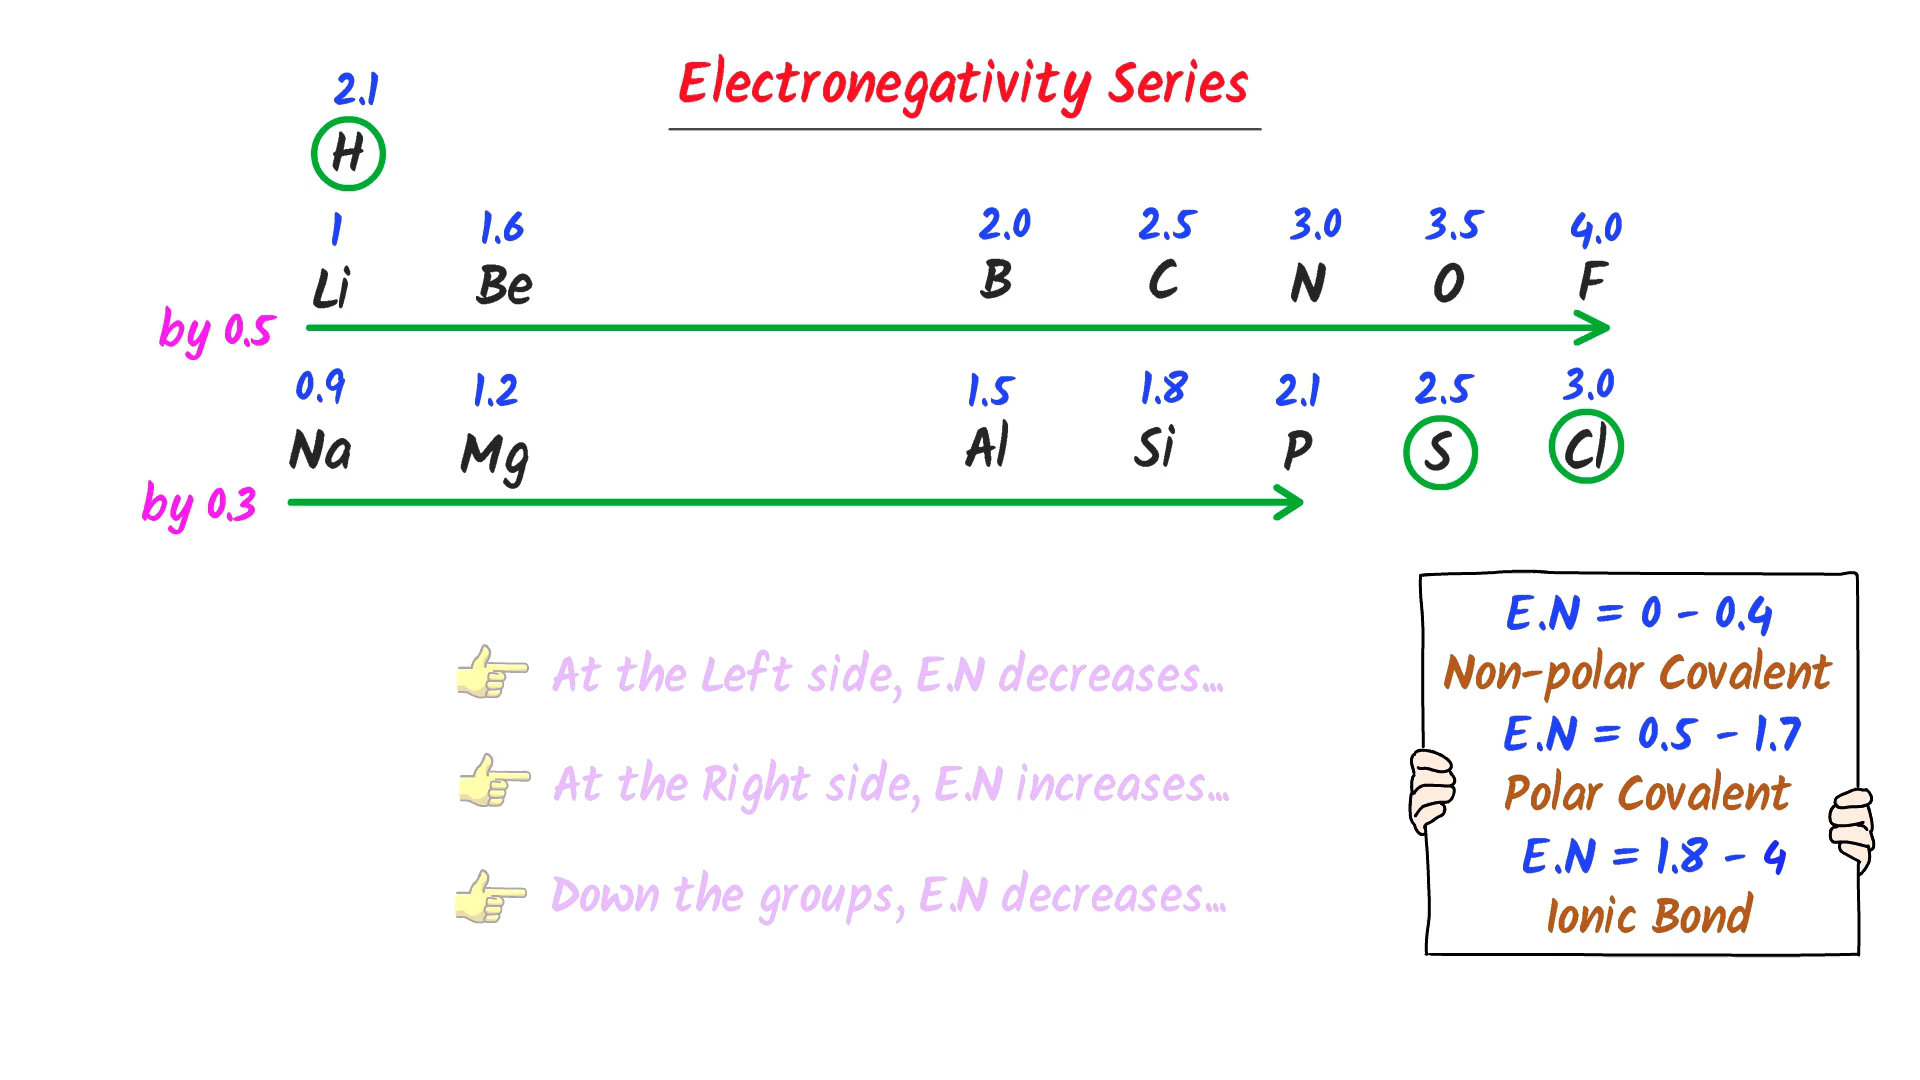 Electronegativity Series
2.1
H
1 1.6 2.0 2.5 3.0 3.5 4.0
Li Be B C N O F
by 0.5
0.9 1.2 1.5 1.8 2.1 2.5 3.0
Na Mg Al Si P S Cl
by 0.3
At the Left side, E.N decreases...
At the Right side, E.N increases...
Down the groups, E.N decreases...
E.N = 0 - 0.4
Non-polar Covalent
E.N = 0.5 - 1.7
Polar Covalent
E.N = 1.8 - 4
Ionic Bond